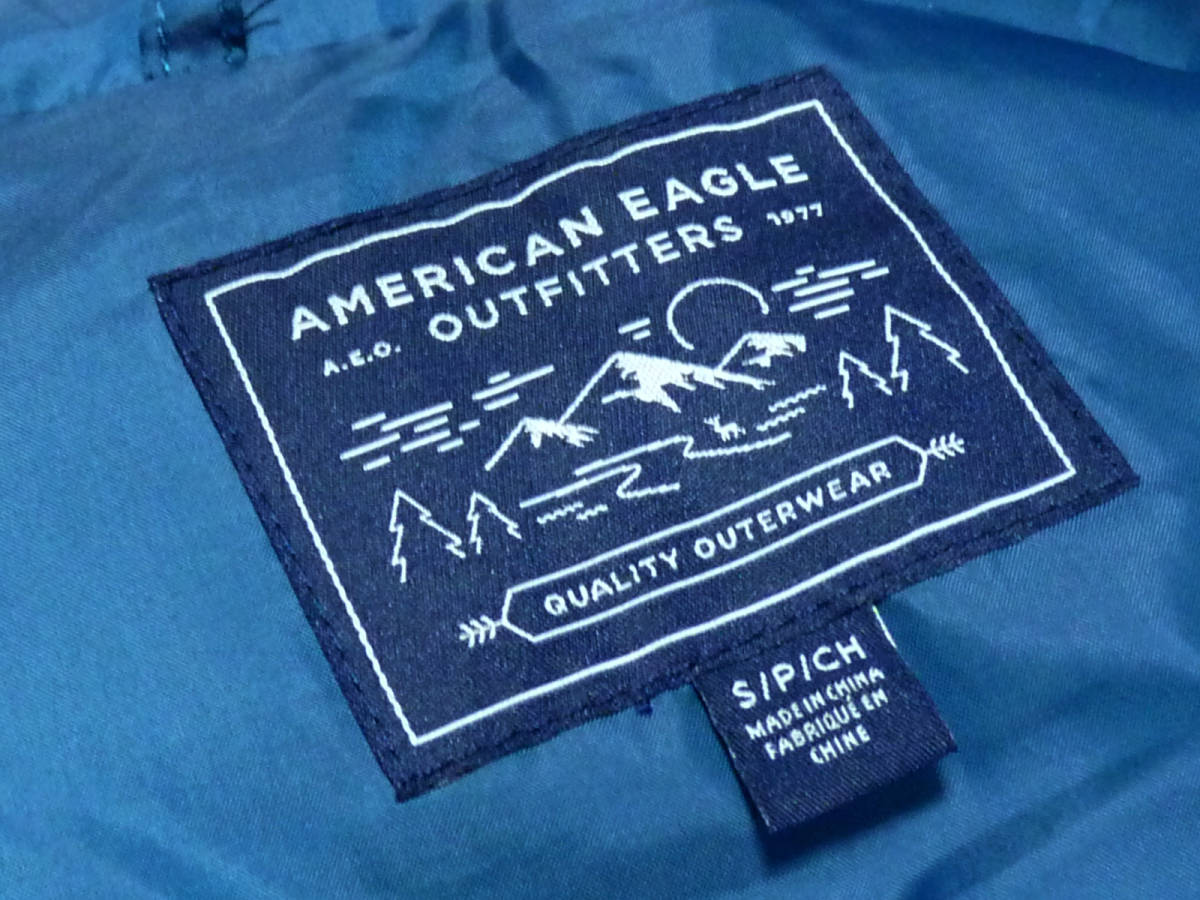 AMERICAN EAGLE
A.E.O. OUTFITTERS 1977
QUALITY OUTERWEAR
S/P/CH
MADE IN CHINA
FABRIQUÉ EN
CHINE